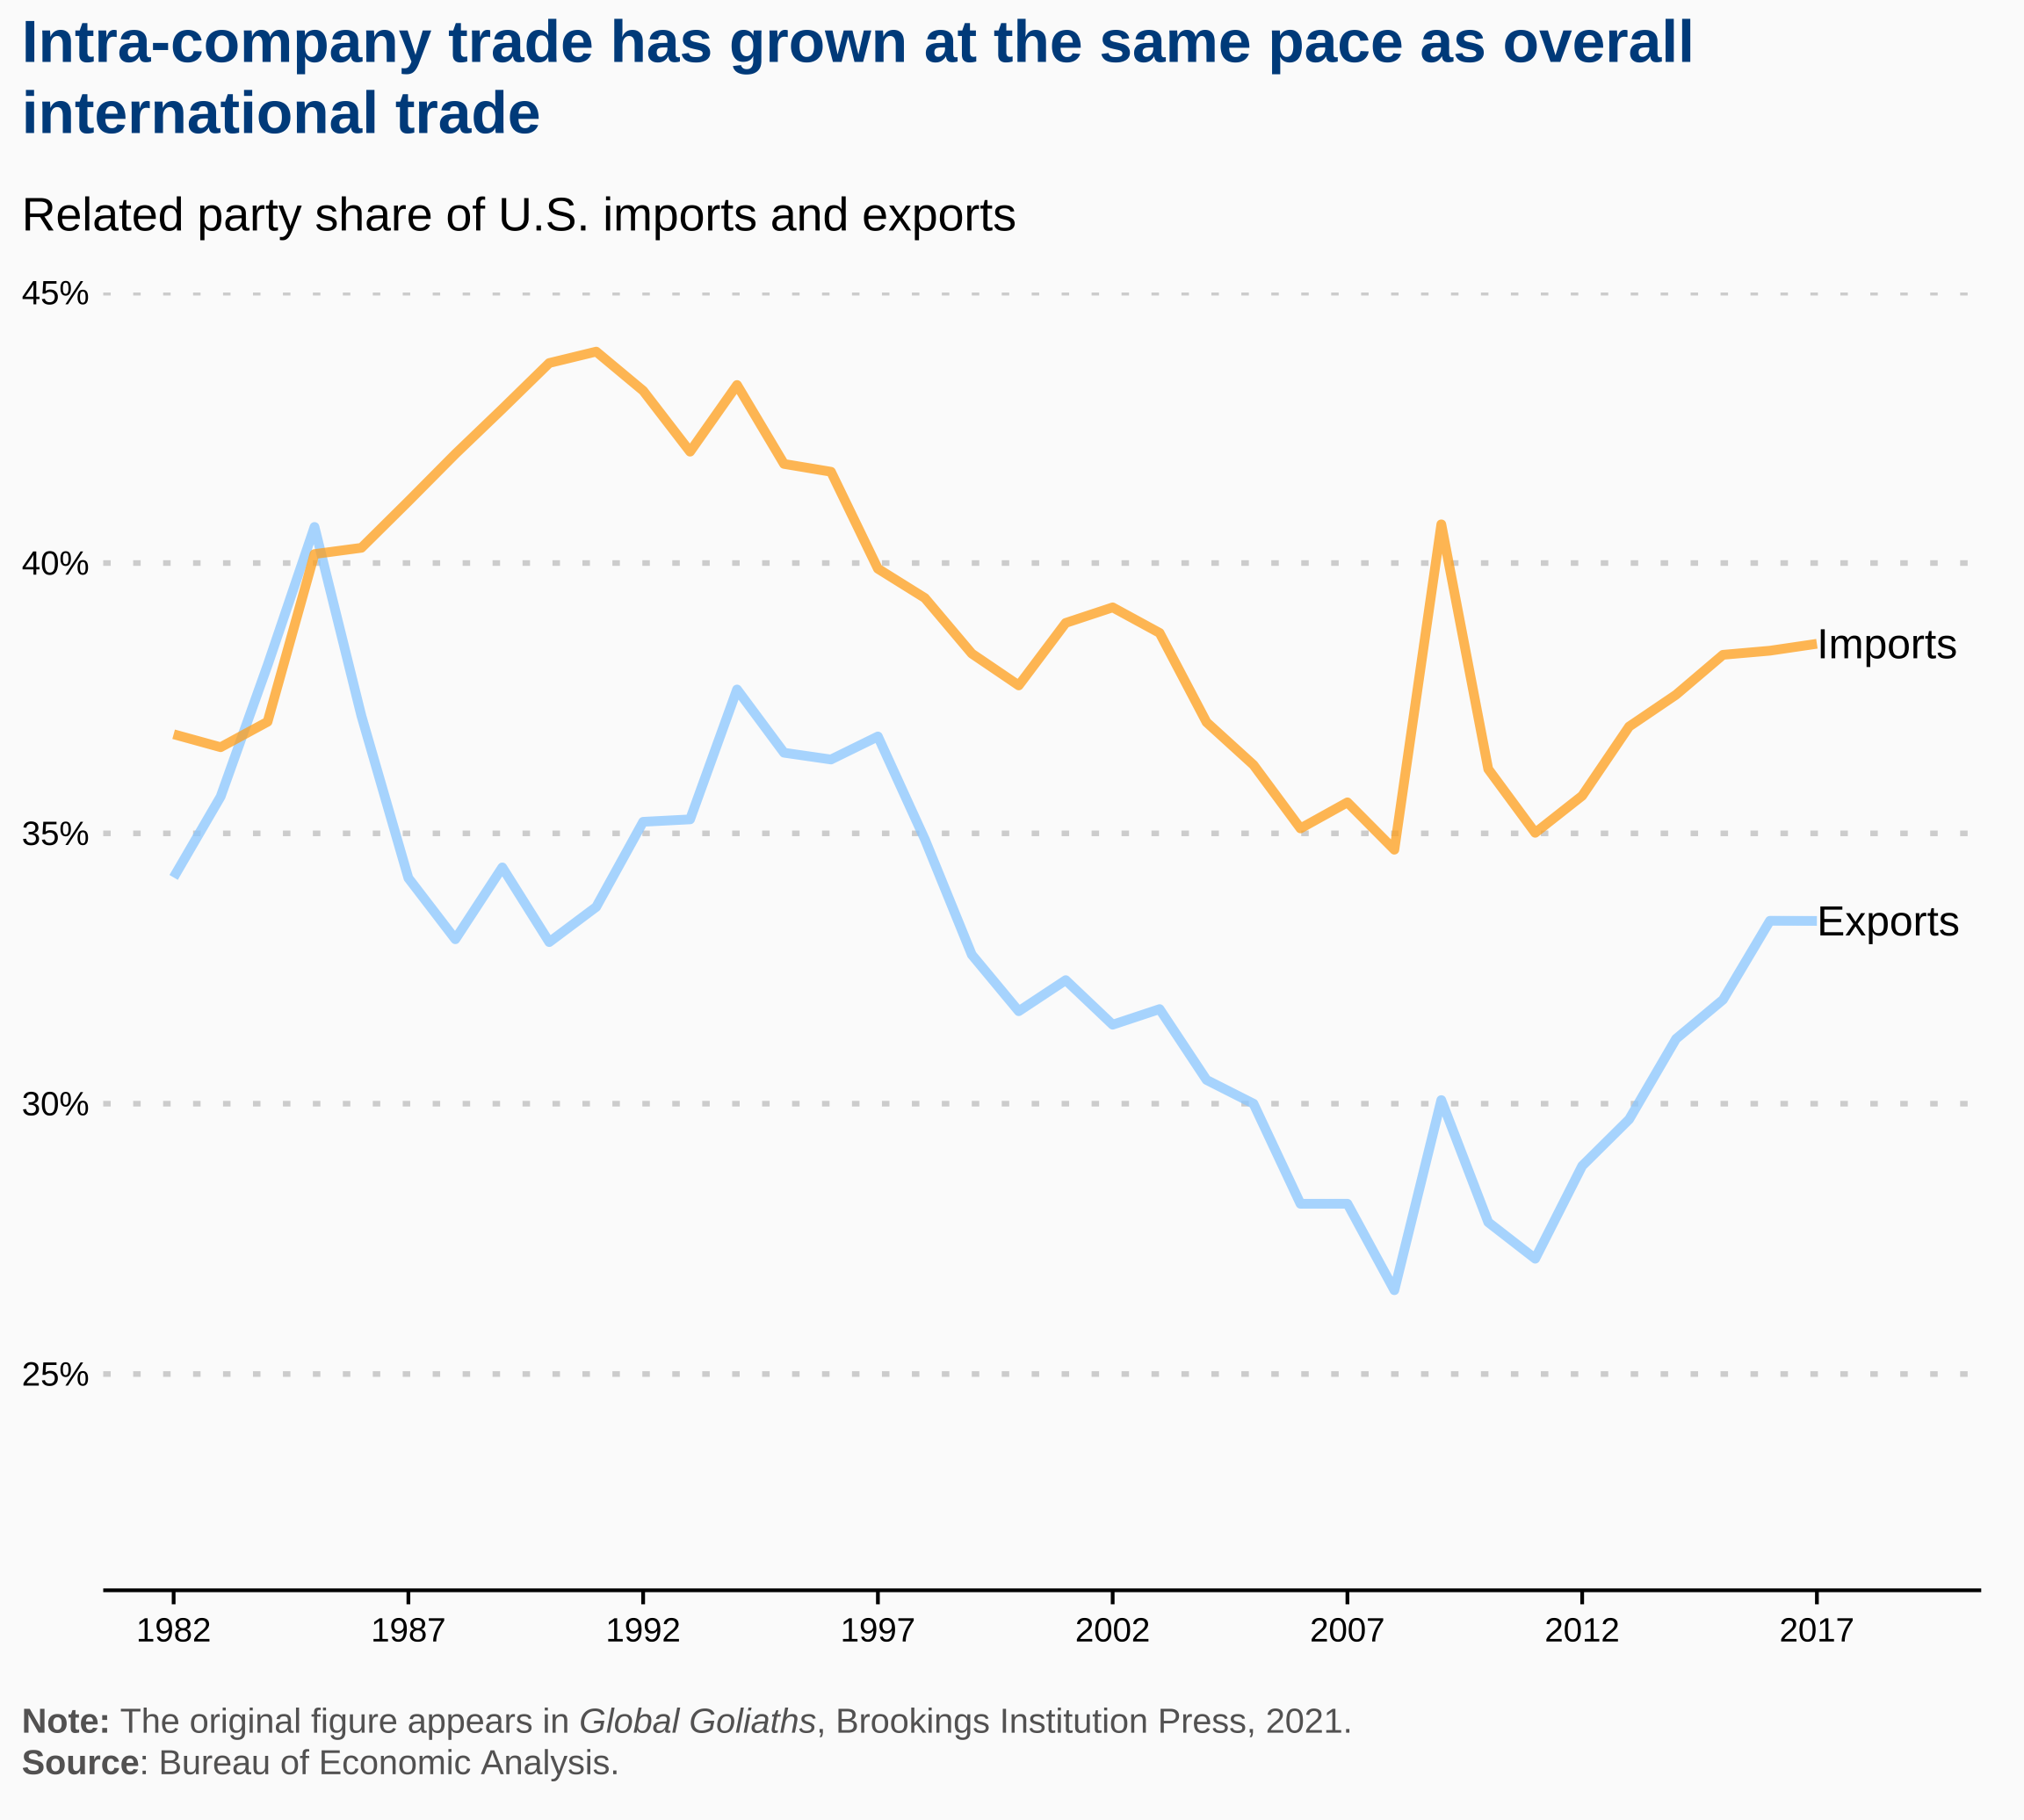 Intra-company trade has grown at the same pace as overall
international trade
Related party share of U.S. imports and exports
45%
40%
35%
30%
25%
Imports
Exports
1982 1987 1992 1997 2002 2007 2012 2017
Note: The original figure appears in Global Goliaths, Brookings Institution Press, 2021.
Source: Bureau of Economic Analysis.